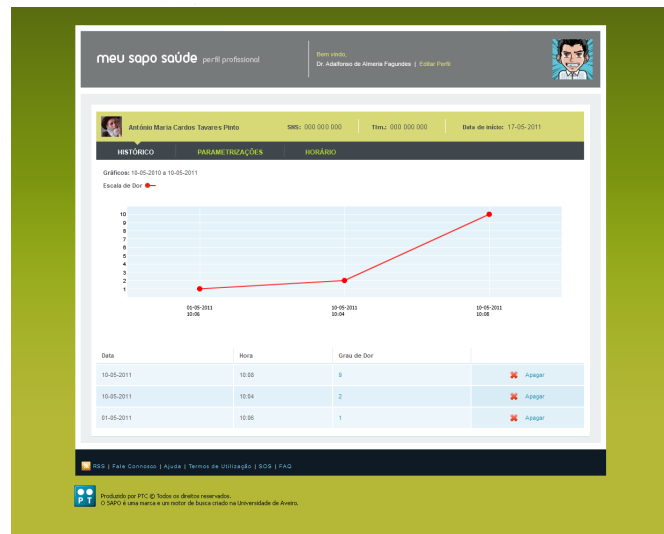 meu sapo saúde perfil profissional
Bem vindo,
Dr. Adalfonso de Almeria Fagundes | Editar Perfil
António Maria Cardos Tavares Pinto SNS: 000 000 000 Tlm.: 000 000 000 Data de início: 17-05-2011
HISTÓRICO PARAMETRIZAÇÕES HORÁRIO
Gráficos: 10-05-2010 a 10-05-2011
Escala de Dor
10
9
8
7
6
5
4
3
2
1
01-05-2011 10-05-2011 10-05-2011
10:06 10:04 10:08
Data Hora Grau de Dor
10-05-2011 10:08 9 Apagar
10-05-2011 10:04 2 Apagar
01-05-2011 10:06 1 Apagar
RSS | Fale Connosco | Ajuda | Termos de Utilização | SOS | FAQ
PT
Produzido por PTC © Todos os direitos reservados.
O SAPO é uma marca e um motor de busca criado na Universidade de Aveiro.